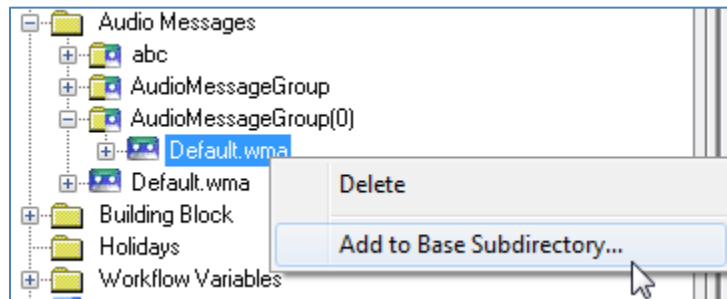 Audio Messages
abc
AudioMessageGroup
AudioMessageGroup(0)
Default.wma
Default.wma
Delete
Building Block
Add to Base Subdirectory...
Holidays
Workflow Variables